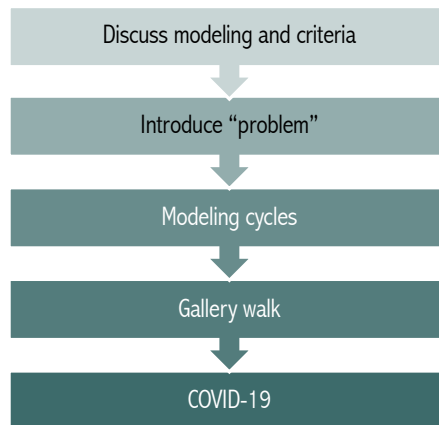 Discuss modeling and criteria
Introduce “problem”
Modeling cycles
Gallery walk
COVID-19